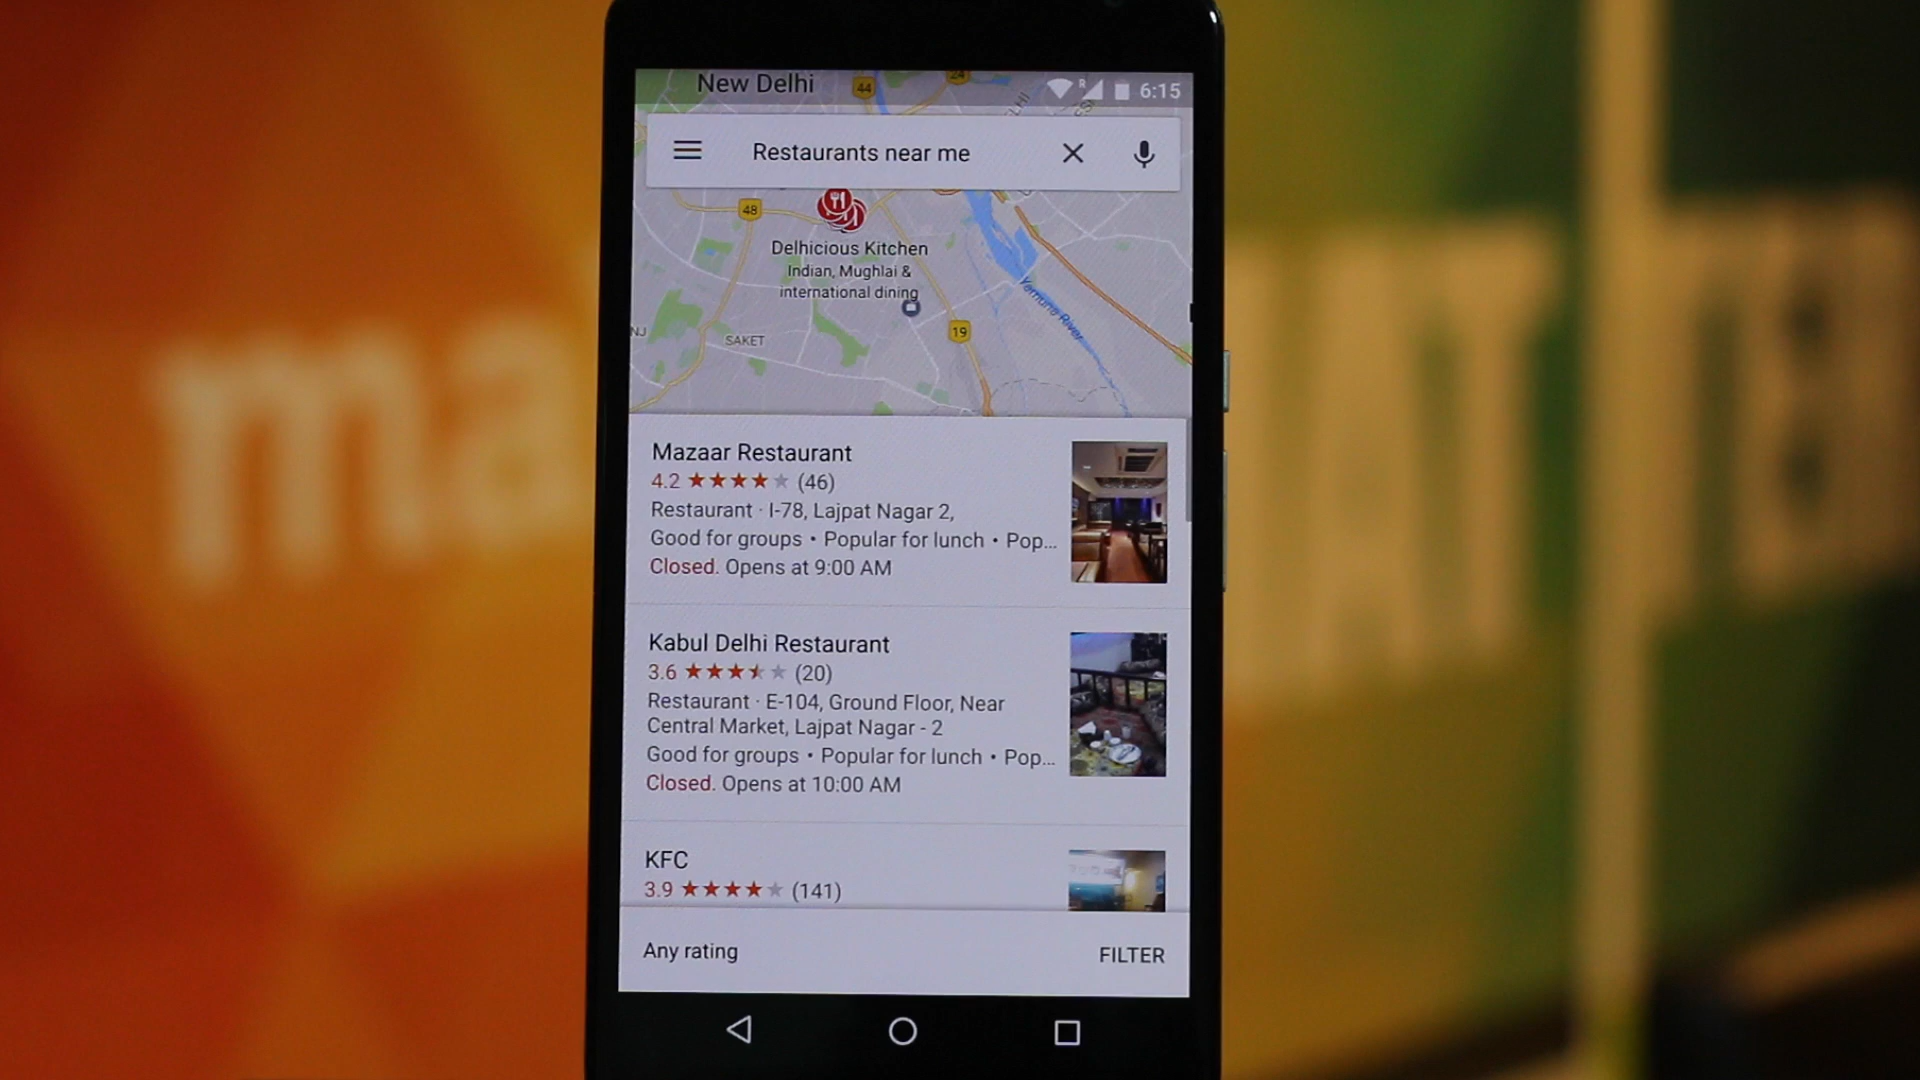 New Delhi
44
24
6:15
Restaurants near me
48
Delhicious Kitchen
Indian, Mughlai &
international dining
Yamuna River
19
NJ
SAKET
Mazaar Restaurant
4.2 (46)
Restaurant · I-78, Lajpat Nagar 2,
Good for groups • Popular for lunch • Pop...
Closed. Opens at 9:00 AM
Kabul Delhi Restaurant
3.6 (20)
Restaurant · E-104, Ground Floor, Near
Central Market, Lajpat Nagar - 2
Good for groups • Popular for lunch • Pop...
Closed. Opens at 10:00 AM
KFC
3.9 (141)
Any rating
FILTER
ma